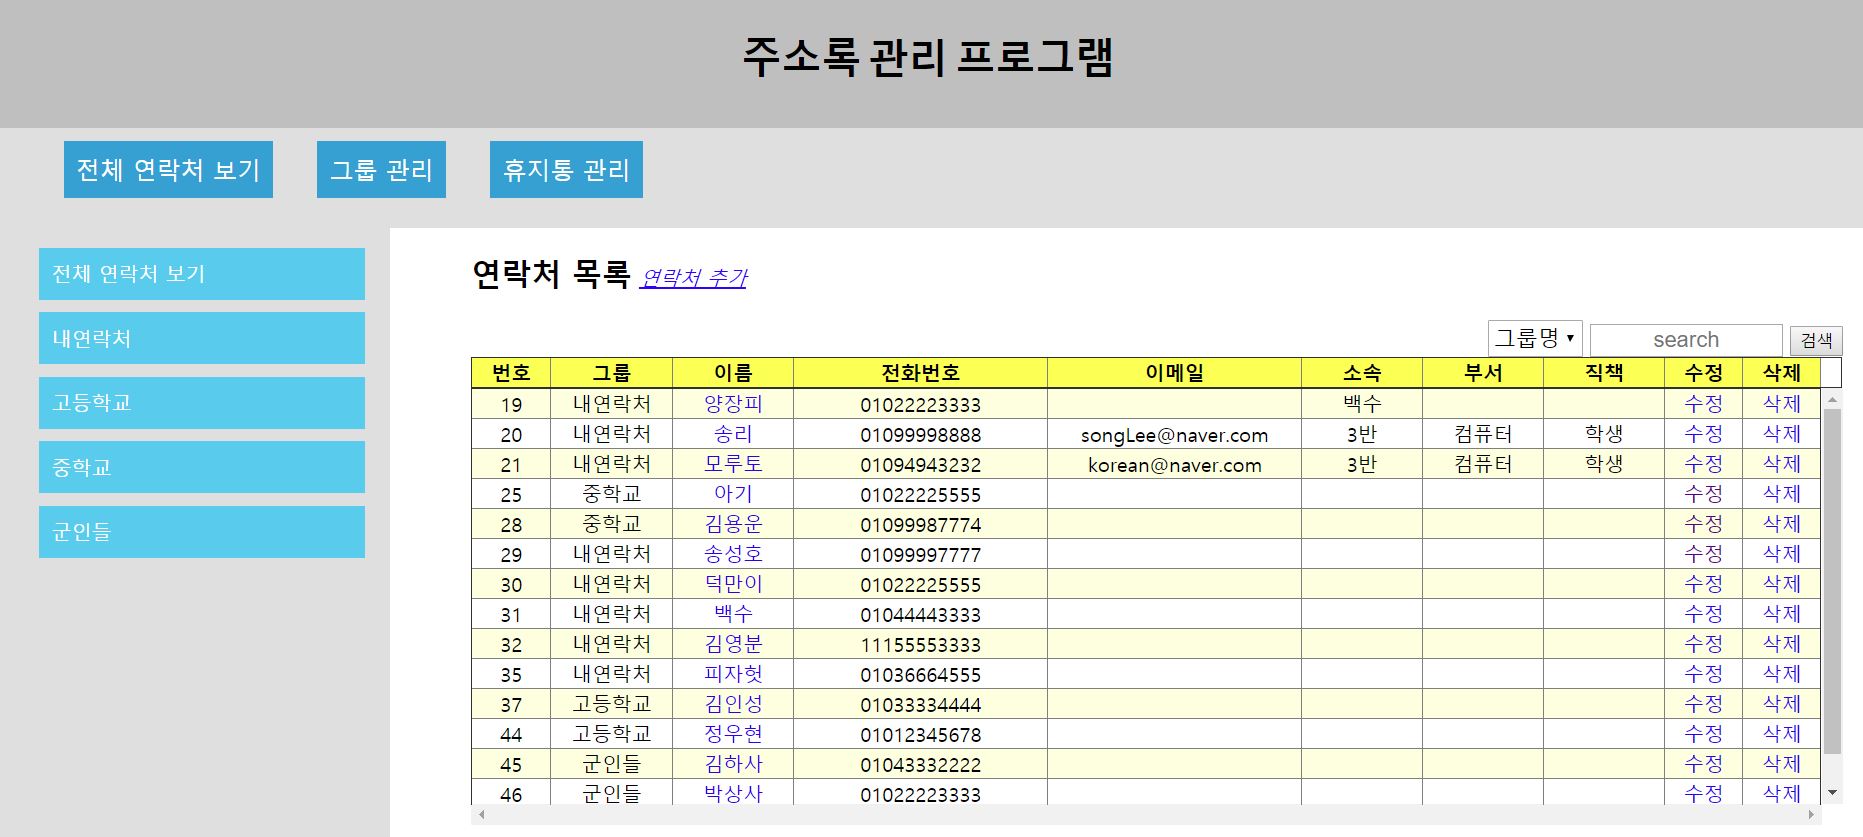 주소록 관리 프로그램
전체 연락처 보기 그룹 관리 휴지통 관리
전체 연락처 보기
내연락처
고등학교
중학교
군인들
연락처 목록 연락처 추가
그룹명 search 검색
번호 그룹 이름 전화번호 이메일 소속 부서 직책 수정 삭제
19 내연락처 양장피 01022223333 백수 수정 삭제
20 내연락처 송리 01099998888 songLee@naver.com 3반 컴퓨터 학생 수정 삭제
21 내연락처 모루토 01094943232 korean@naver.com 3반 컴퓨터 학생 수정 삭제
25 중학교 아기 01022225555 수정 삭제
28 중학교 김용운 01099987774 수정 삭제
29 내연락처 송성호 01099997777 수정 삭제
30 내연락처 덕만이 01022225555 수정 삭제
31 내연락처 백수 01044443333 수정 삭제
32 내연락처 김영분 11155553333 수정 삭제
35 내연락처 피자헛 01036664555 수정 삭제
37 고등학교 김인성 01033334444 수정 삭제
44 고등학교 정우현 01012345678 수정 삭제
45 군인들 김하사 01043332222 수정 삭제
46 군인들 박상사 01022223333 수정 삭제